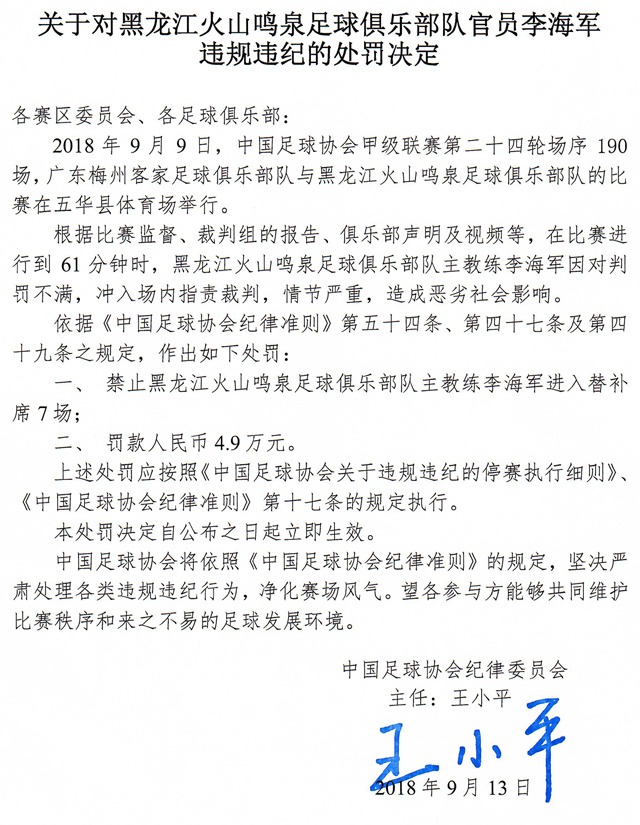 关于对黑龙江火山鸣泉足球俱乐部队官员李海军
违规违纪的处罚决定
各赛区委员会、各足球俱乐部：
2018 年 9 月 9 日，中国足球协会甲级联赛第二十四轮场序 190
场，广东梅州客家足球俱乐部队与黑龙江火山鸣泉足球俱乐部队的比
赛在五华县体育场举行。
根据比赛监督、裁判组的报告、俱乐部声明及视频等，在比赛进
行到 61 分钟时，黑龙江火山鸣泉足球俱乐部队主教练李海军因对判
罚不满，冲入场内指责裁判，情节严重，造成恶劣社会影响。
依据《中国足球协会纪律准则》第五十四条、第四十七条及第四
十九条之规定，作出如下处罚：
一、 禁止黑龙江火山鸣泉足球俱乐部队主教练李海军进入替补
席 7 场；
二、 罚款人民币 4.9 万元。
上述处罚应按照《中国足球协会关于违规违纪的停赛执行细则》、
《中国足球协会纪律准则》第十七条的规定执行。
本处罚决定自公布之日起立即生效。
中国足球协会将依照《中国足球协会纪律准则》的规定，坚决严
肃处理各类违规违纪行为，净化赛场风气。望各参与方能够共同维护
比赛秩序和来之不易的足球发展环境。
中国足球协会纪律委员会
主任：王小平
王小平
2018 年 9 月 13 日